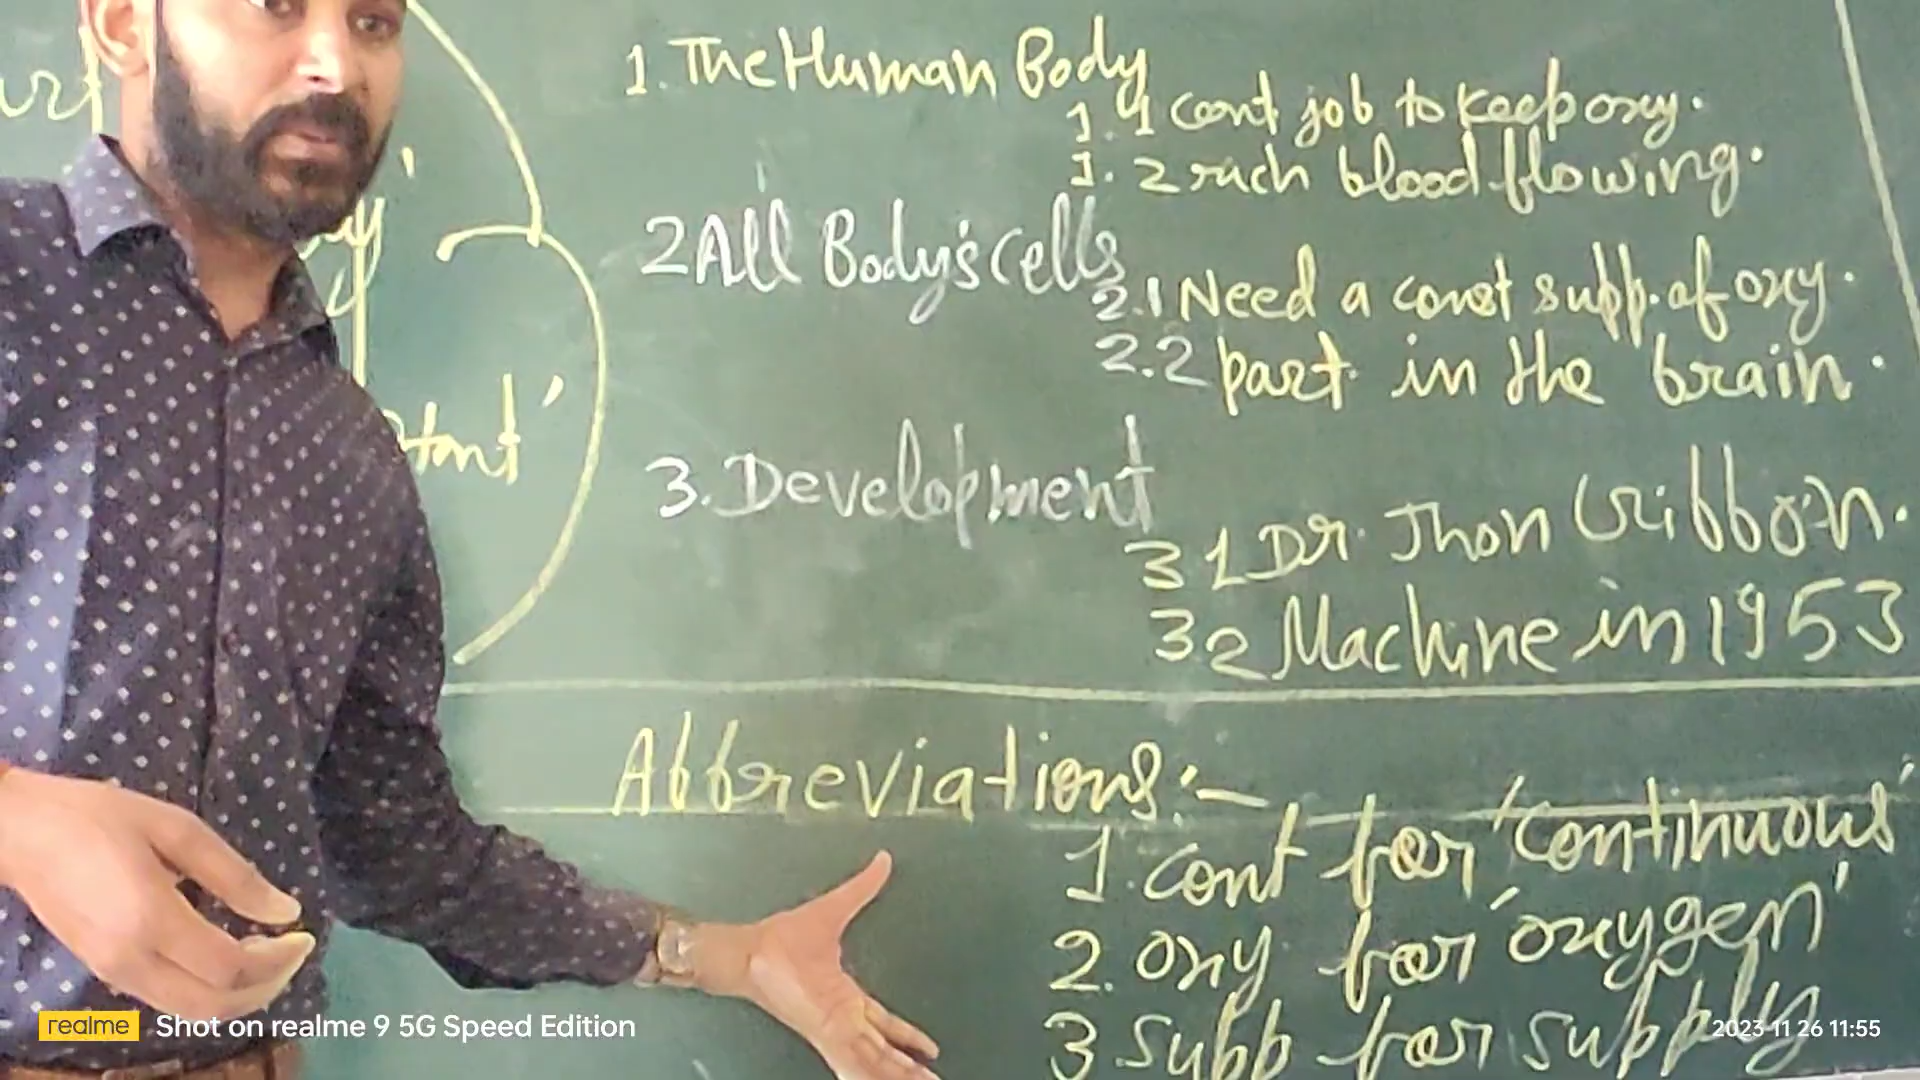 1. The Human Body
1.1 cont job to keep oxy.
1.2 rich blood flowing.
2 All Body's cells
2.1 Need a const supp. of oxy.
2.2 part in the brain.
3. Development
3 1 Dr. Jhon Gribbon.
3 2 Machine in 1953
Abbreviations:-
1. cont for 'continuous'
2. oxy for 'oxygen'
3 supp for supply
realme Shot on realme 9 5G Speed Edition
2023-11-26 11:55